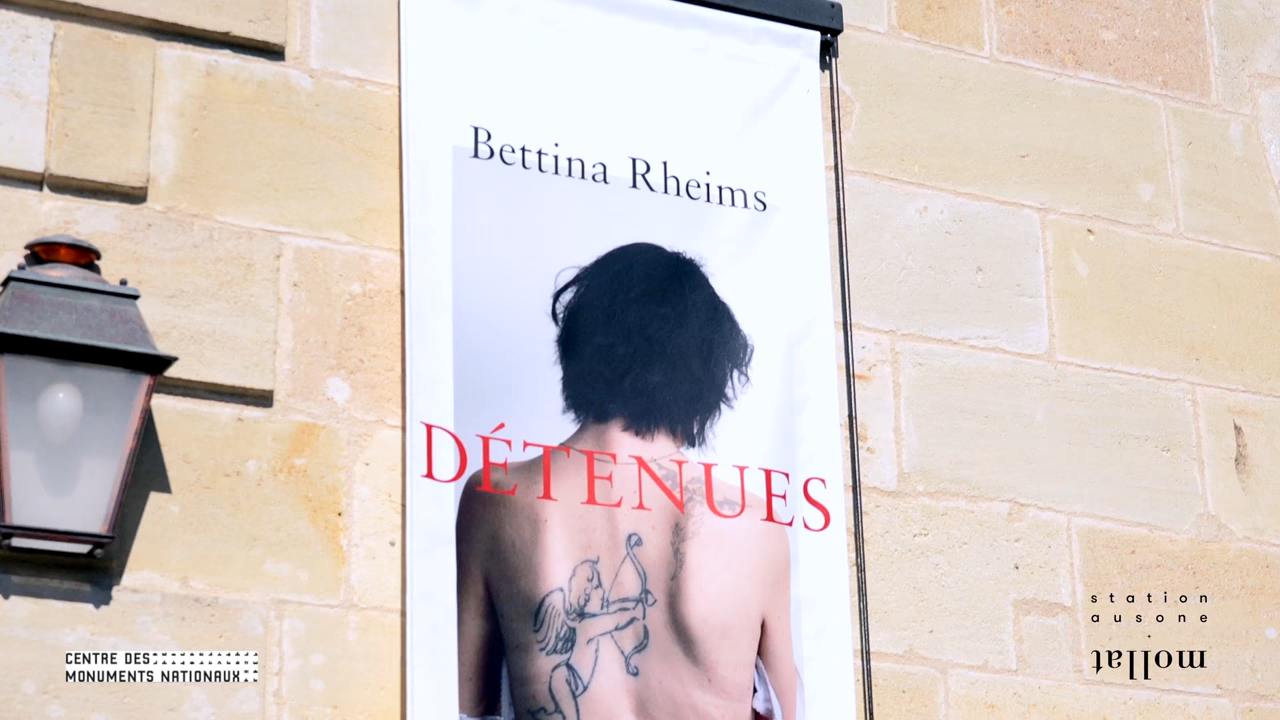 Bettina Rheims
DÉTENUES
CENTRE DES
MONUMENTS NATIONAUX
station
ausone
mollat